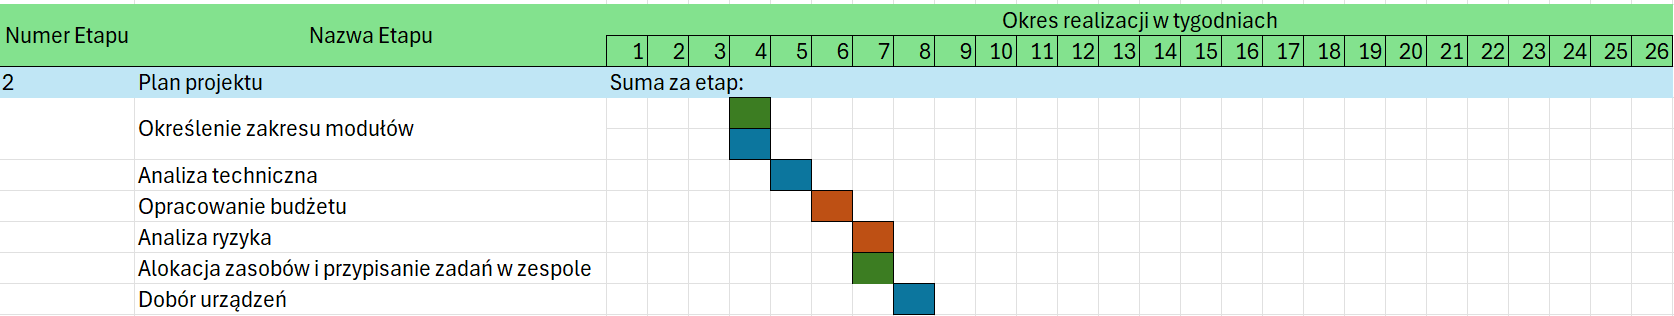 Okres realizacji w tygodniach
Numer Etapu Nazwa Etapu
1 2 3 4 5 6 7 8 9 10 11 12 13 14 15 16 17 18 19 20 21 22 23 24 25 26
2 Plan projektu Suma za etap:
Określenie zakresu modułów
Analiza techniczna
Opracowanie budżetu
Analiza ryzyka
Alokacja zasobów i przypisanie zadań w zespole
Dobór urządzeń